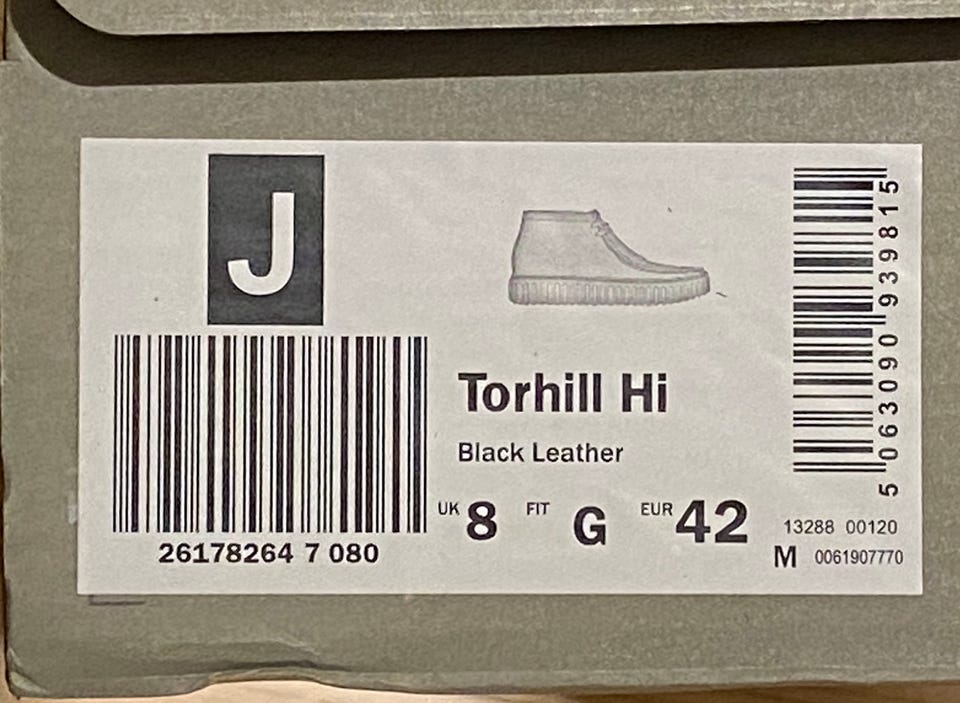 J
26178264 7 080
Torhill Hi
Black Leather
UK 8 FIT G EUR 42
5 063090 939815
13288 00120
M 0061907770